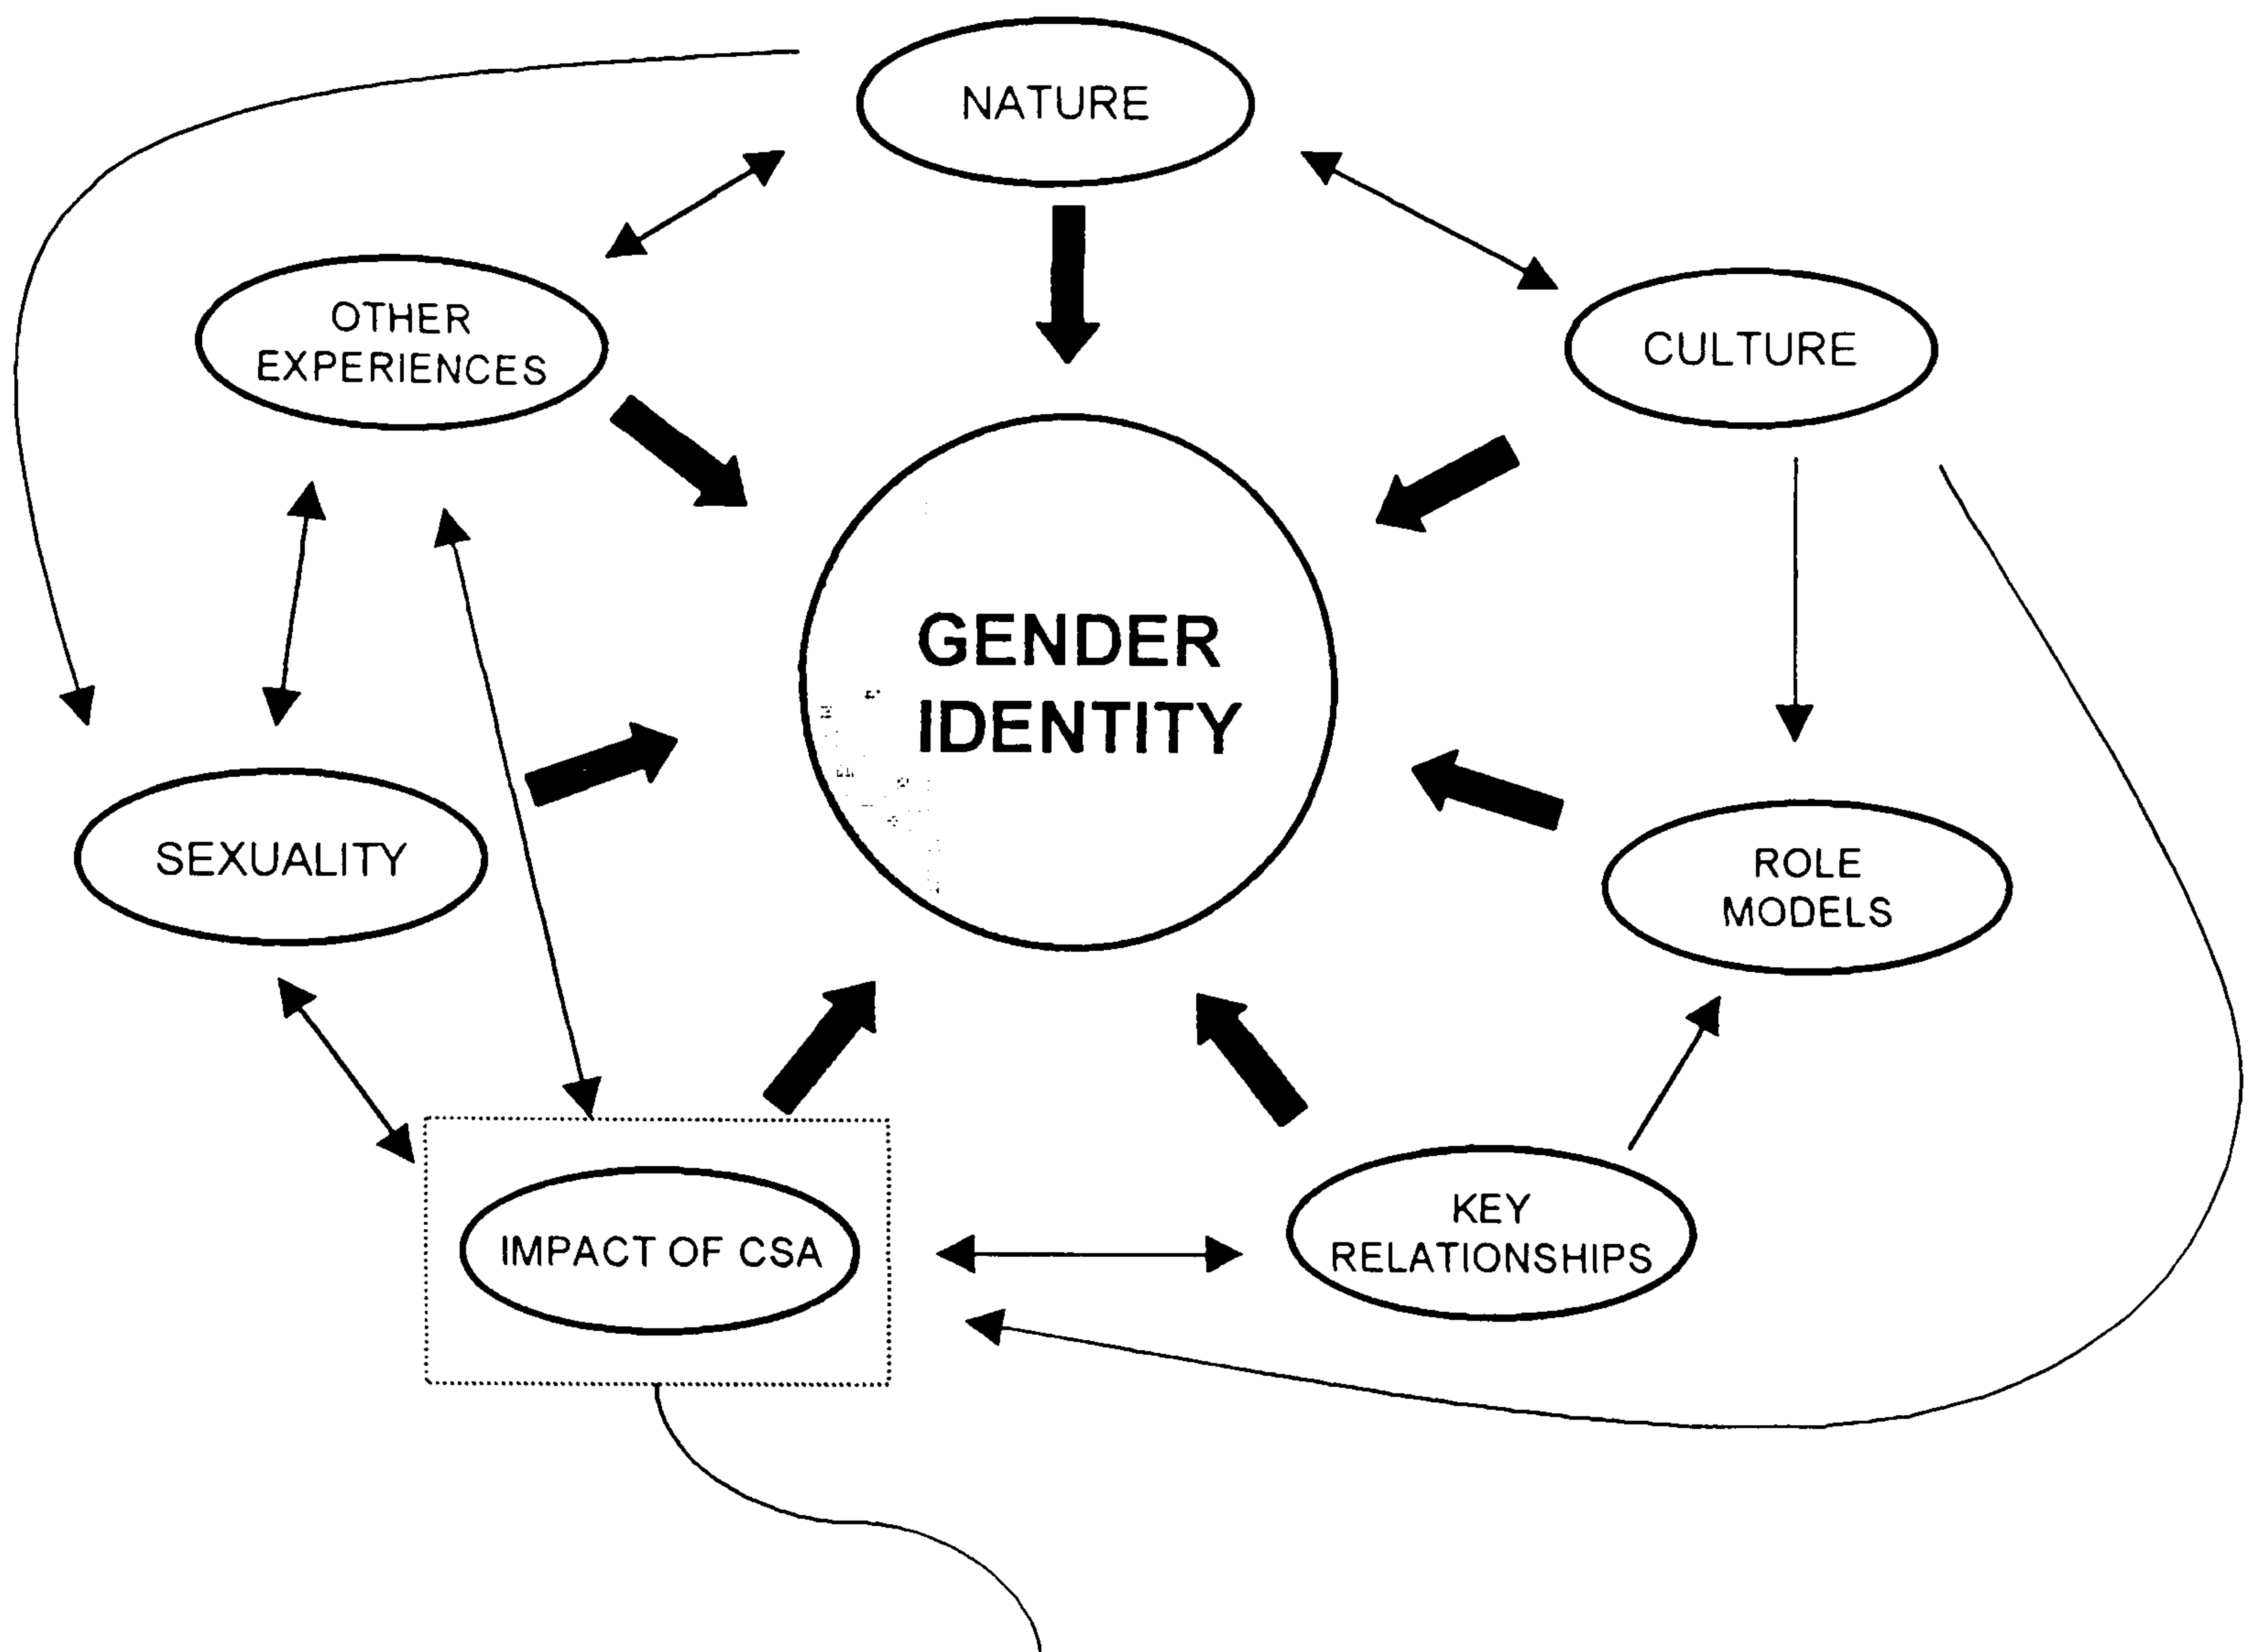 NATURE
OTHER
EXPERIENCES
CULTURE
GENDER
IDENTITY
SEXUALITY
ROLE
MODELS
IMPACT OF CSA
KEY
RELATIONSHIPS